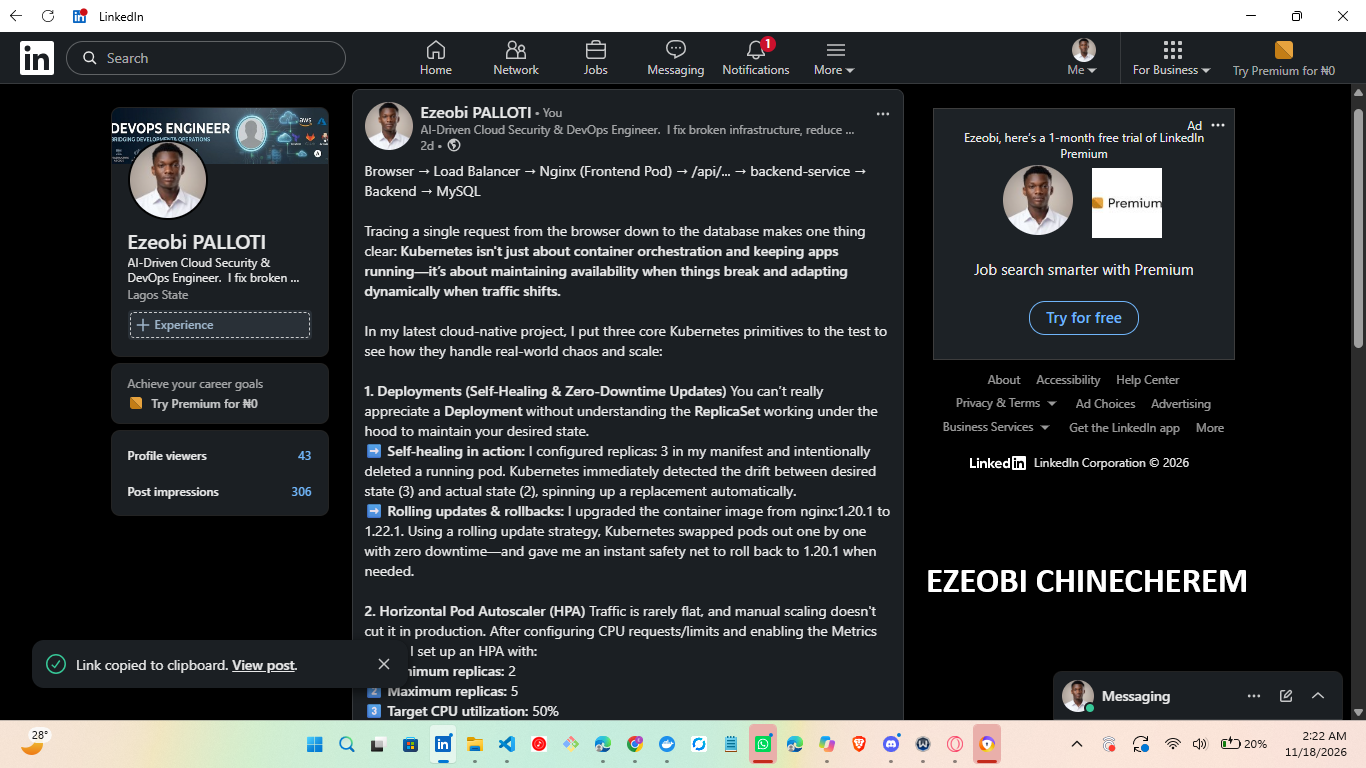 LinkedIn
in
Search
Home
Network
Jobs
Messaging
1
Notifications
More
Me
For Business
Try Premium for ₦0
DEVOPS ENGINEER
BRIDGING DEVELOPMENT & OPERATIONS
aws
Ezeobi PALLOTI
AI-Driven Cloud Security &
DevOps Engineer. I fix broken ...
Lagos State
+ Experience
Achieve your career goals
Try Premium for ₦0
Profile viewers 43
Post impressions 306
Ezeobi PALLOTI • You
AI-Driven Cloud Security & DevOps Engineer. I fix broken infrastructure, reduce ...
2d •
Browser → Load Balancer → Nginx (Frontend Pod) → /api/... → backend-service →
Backend → MySQL
Tracing a single request from the browser down to the database makes one thing
clear: Kubernetes isn't just about container orchestration and keeping apps
running—it's about maintaining availability when things break and adapting
dynamically when traffic shifts.
In my latest cloud-native project, I put three core Kubernetes primitives to the test to
see how they handle real-world chaos and scale:
1. Deployments (Self-Healing & Zero-Downtime Updates) You can't really
appreciate a Deployment without understanding the ReplicaSet working under the
hood to maintain your desired state.
➡️ Self-healing in action: I configured replicas: 3 in my manifest and intentionally
deleted a running pod. Kubernetes immediately detected the drift between desired
state (3) and actual state (2), spinning up a replacement automatically.
➡️ Rolling updates & rollbacks: I upgraded the container image from nginx:1.20.1 to
1.22.1. Using a rolling update strategy, Kubernetes swapped pods out one by one
with zero downtime—and gave me an instant safety net to roll back to 1.20.1 when
needed.
2. Horizontal Pod Autoscaler (HPA) Traffic is rarely flat, and manual scaling doesn't
cut it in production. After configuring CPU requests/limits and enabling the Metrics
I set up an HPA with:
nimum replicas: 2
2 Maximum replicas: 5
3 Target CPU utilization: 50%
Ad
Ezeobi, here's a 1-month free trial of LinkedIn
Premium
Premium
Job search smarter with Premium
Try for free
About Accessibility Help Center
Privacy & Terms Ad Choices Advertising
Business Services Get the LinkedIn app More
LinkedIn LinkedIn Corporation © 2026
EZEOBI CHINECHEREM
Link copied to clipboard. View post.
Messaging
28°
20%
2:22 AM
11/18/2026